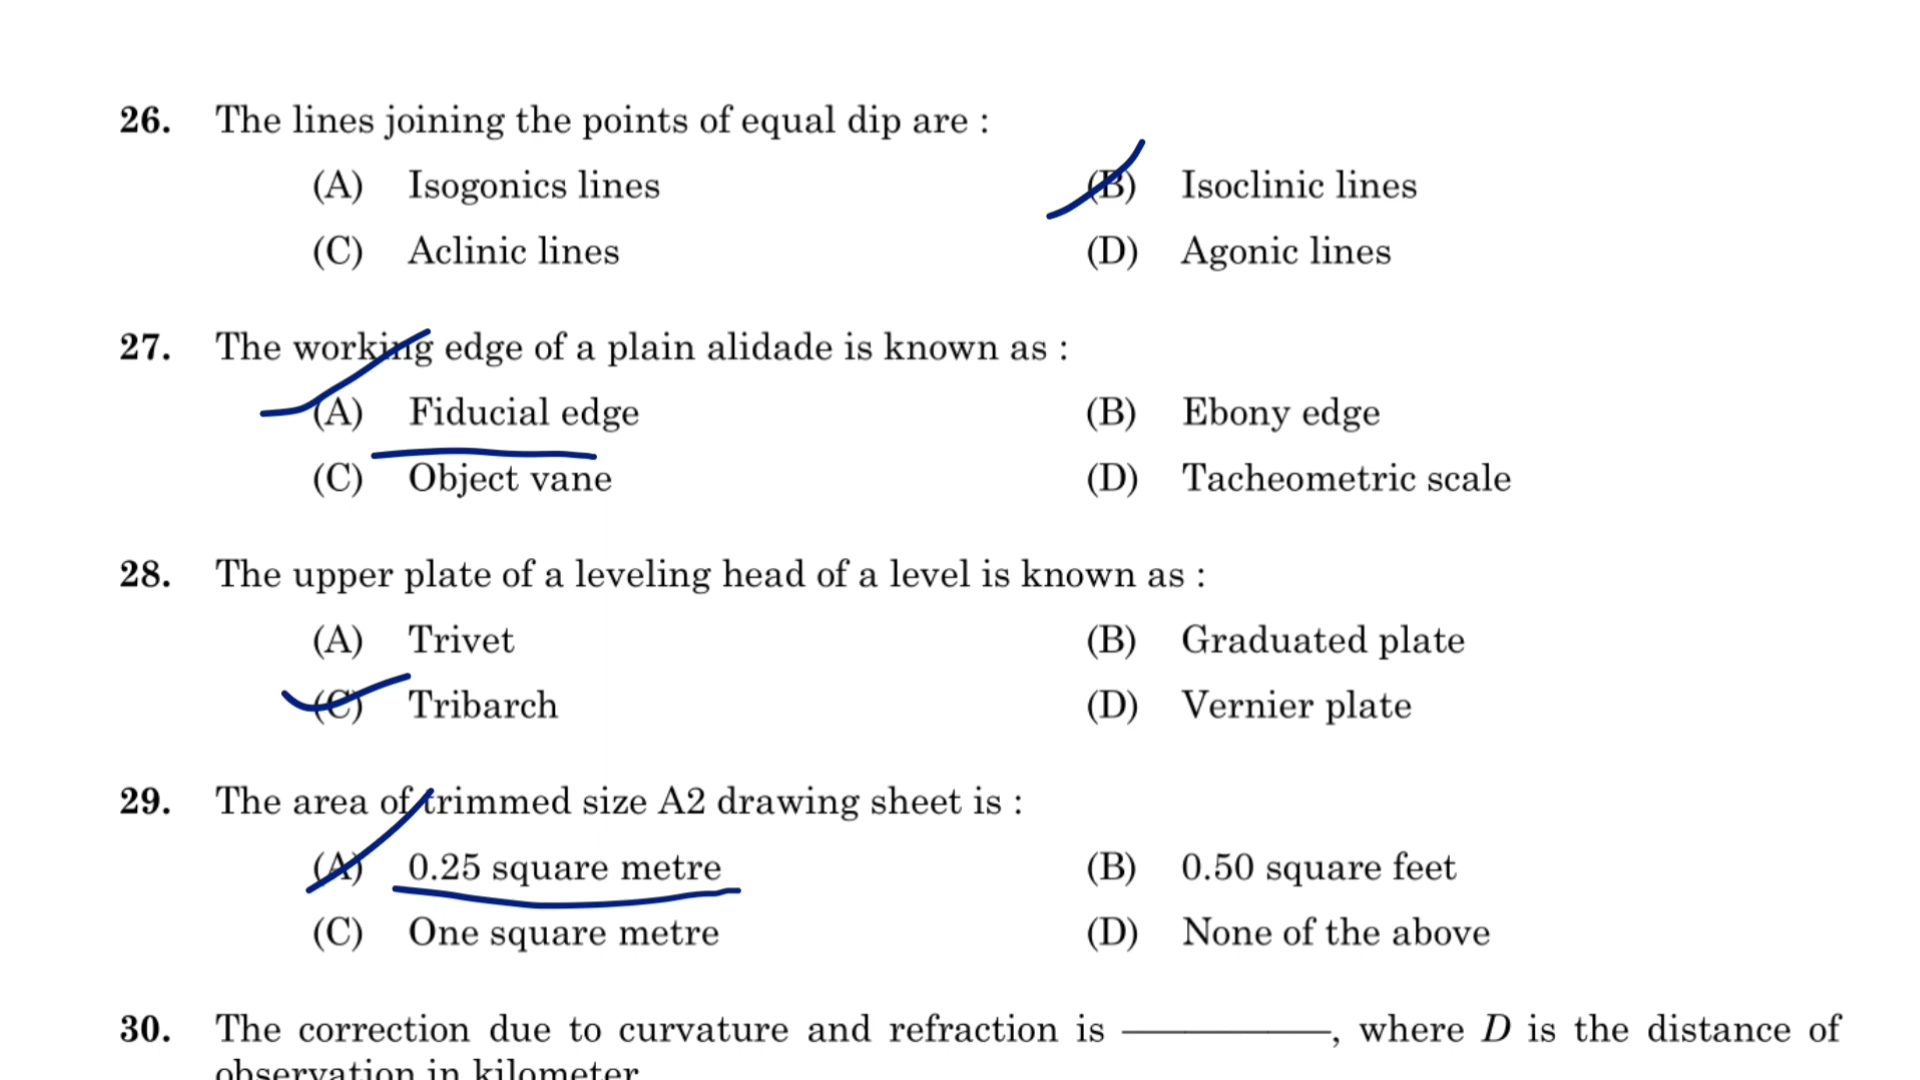 26. The lines joining the points of equal dip are :
(A) Isogonics lines (B) Isoclinic lines
(C) Aclinic lines (D) Agonic lines
27. The working edge of a plain alidade is known as :
(A) Fiducial edge (B) Ebony edge
(C) Object vane (D) Tacheometric scale
28. The upper plate of a leveling head of a level is known as :
(A) Trivet (B) Graduated plate
(C) Tribarch (D) Vernier plate
29. The area of trimmed size A2 drawing sheet is :
(A) 0.25 square metre (B) 0.50 square feet
(C) One square metre (D) None of the above
30. The correction due to curvature and refraction is ————, where D is the distance of
observation in kilometer